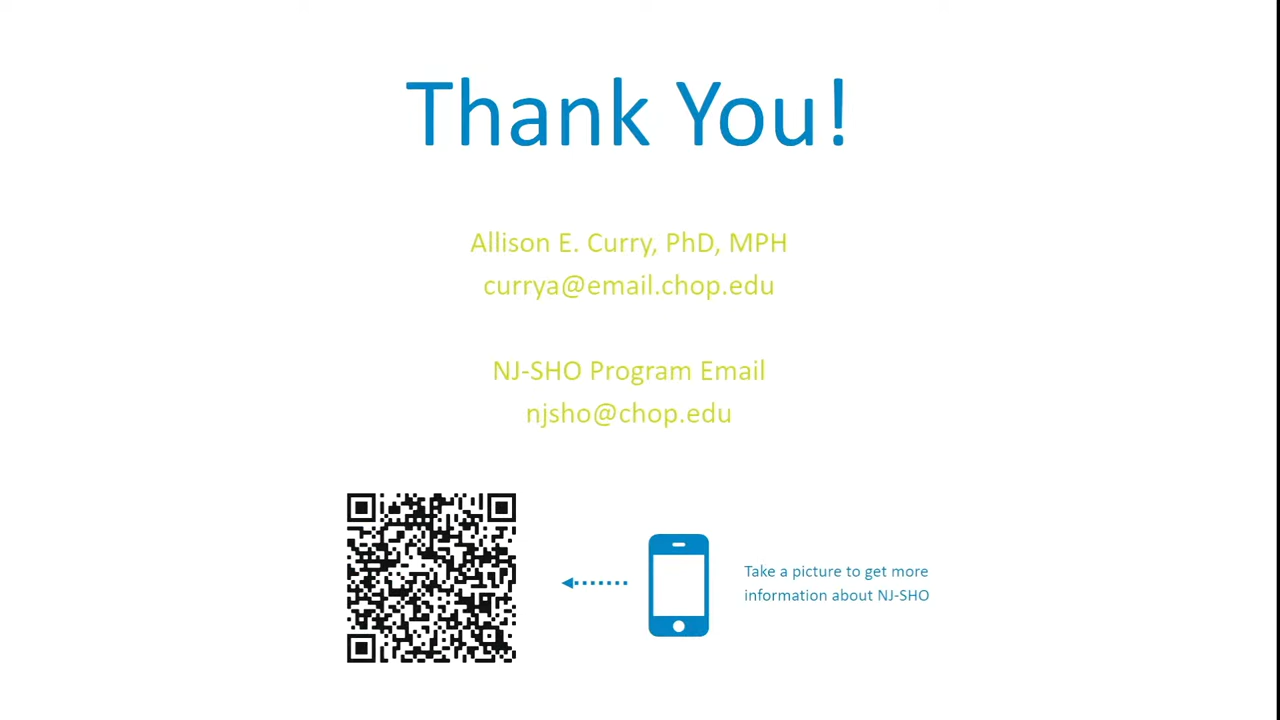 Thank You!
Allison E. Curry, PhD, MPH
currya@email.chop.edu
NJ-SHO Program Email
njsho@chop.edu
Take a picture to get more
information about NJ-SHO